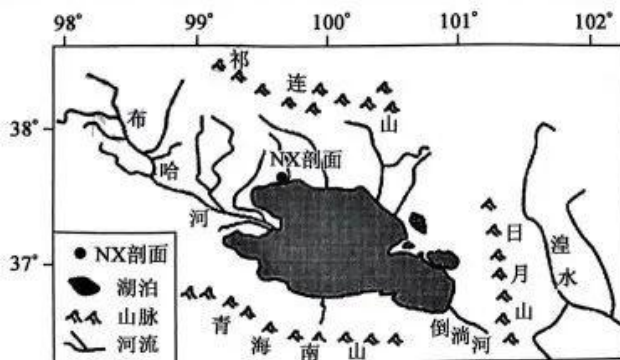 98°
99°
100°
101°
102°
38°
37°
祁
连
山
布
哈
河
NX剖面
日
月
山
湟
水
倒淌河
青
海
南
山
NX剖面
湖泊
山脉
河流